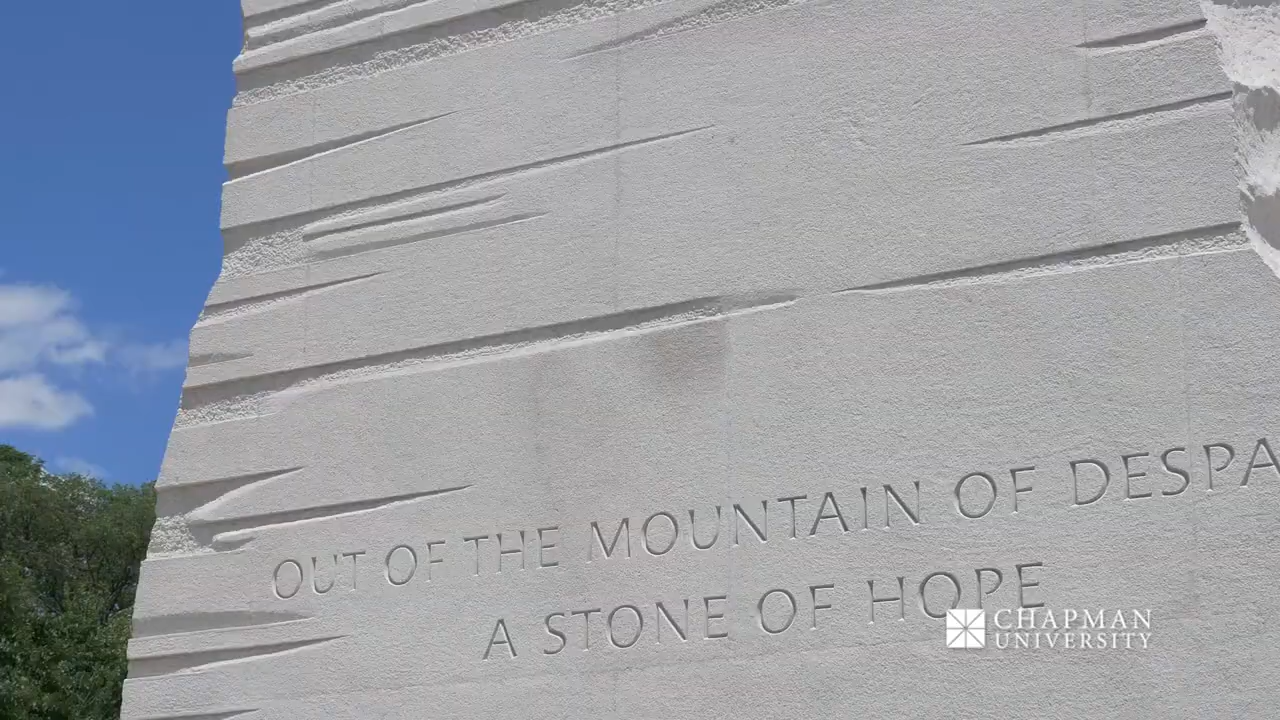 OUT OF THE MOUNTAIN OF DESPA
A STONE OF HOPE
CHAPMAN
UNIVERSITY